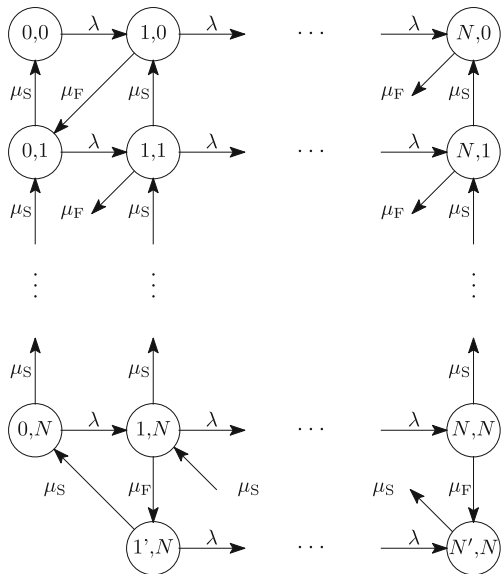 0,0 λ 1,0 λ ··· λ N,0
μS μF μS μF μS
0,1 λ 1,1 λ ··· λ N,1
μS μF μS μF μS
⋮ ⋮ ⋮
μS μS μS
0,N λ 1,N λ ··· λ N,N
μS μF μS μS μF
1',N λ ··· λ N',N